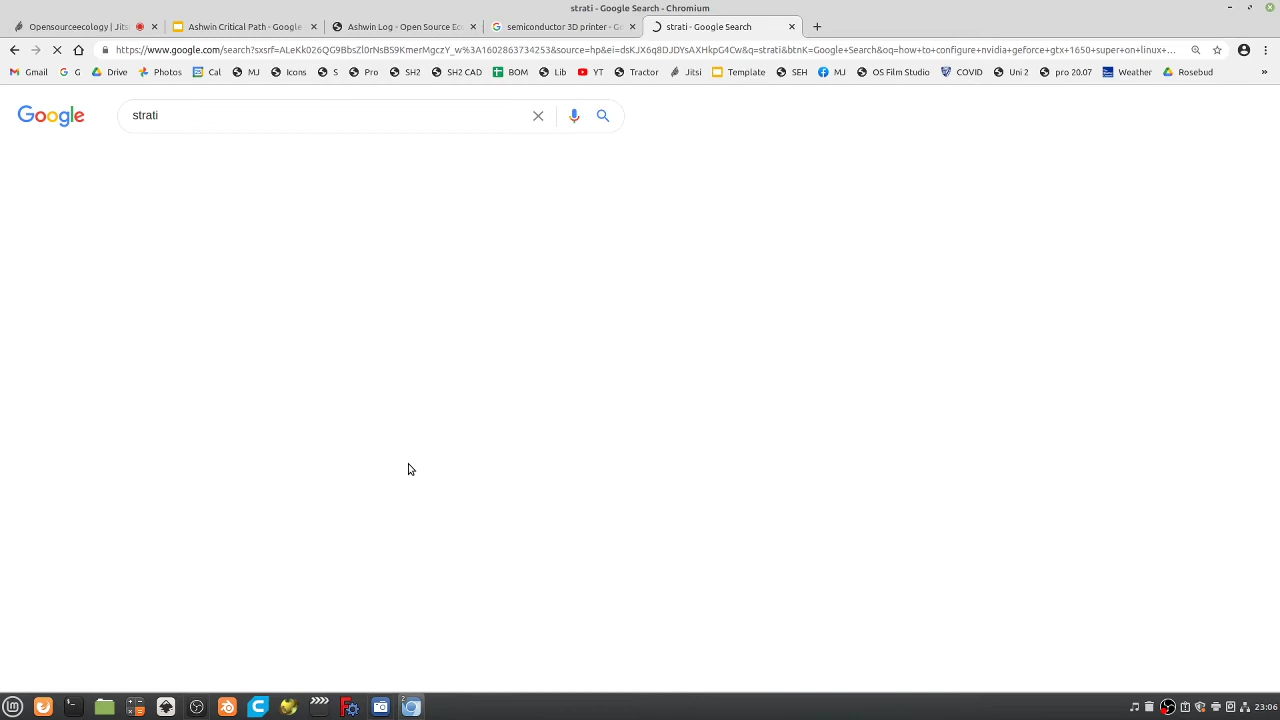 strati - Google Search - Chromium
Opensourceecology | Jits
Ashwin Critical Path - Google
Ashwin Log - Open Source Ec
semiconductor 3D printer - G
strati - Google Search
https://www.google.com/search?sxsrf=ALeKk026QG9BbsZl0rNsBS9KmerMgczY_w%3A1602863734253&source=hp&ei=dsKJX6q8DJDYsAXHkpG4Cw&q=strati&btnK=Google+Search&oq=how+to+configure+nvidia+geforce+gtx+1650+super+on+linux+...
Gmail
G
Drive
Photos
Cal
MJ
Icons
S
Pro
SH2
SH2 CAD
BOM
Lib
YT
Tractor
Jitsi
Template
SEH
MJ
OS Film Studio
COVID
Uni 2
pro 20.07
Weather
Rosebud
»
Google
strati
2
23:06